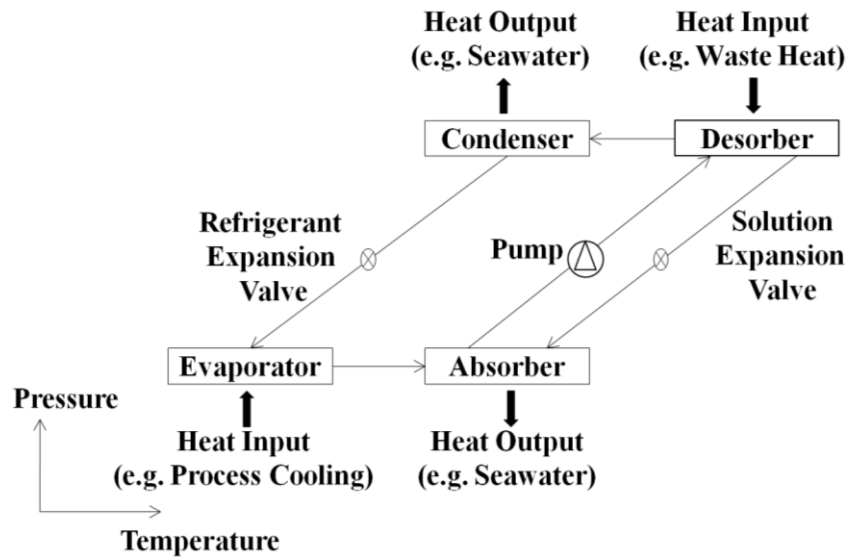 Heat Output
(e.g. Seawater)
Heat Input
(e.g. Waste Heat)
Condenser
Desorber
Refrigerant
Expansion
Valve
Pump
Solution
Expansion
Valve
Evaporator
Absorber
Pressure
Heat Input
(e.g. Process Cooling)
Heat Output
(e.g. Seawater)
Temperature